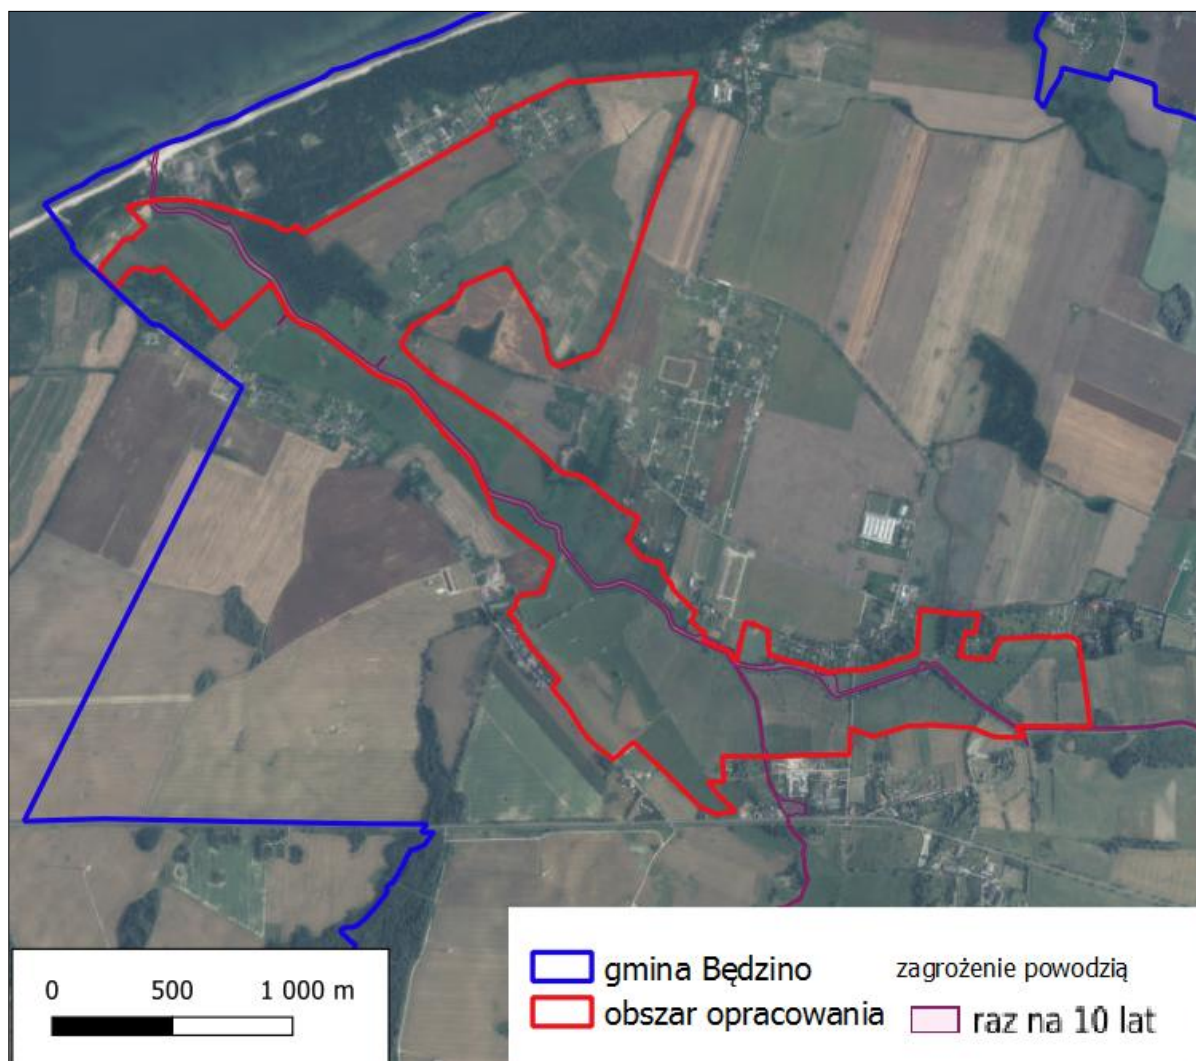 0 500 1 000 m
gmina Będzino
obszar opracowania
zagrożenie powodzią
raz na 10 lat